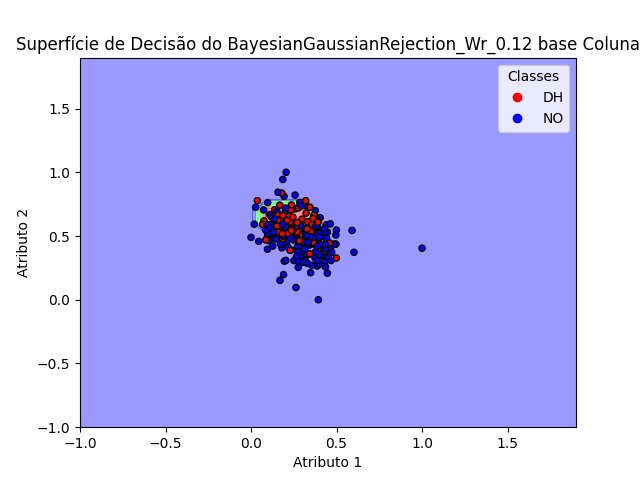 Superfície de Decisão do BayesianGaussianRejection_Wr_0.12 base Coluna
Classes
DH
NO
1.5
1.0
0.5
0.0
−0.5
−1.0
Atributo 2
−1.0 −0.5 0.0 0.5 1.0 1.5
Atributo 1